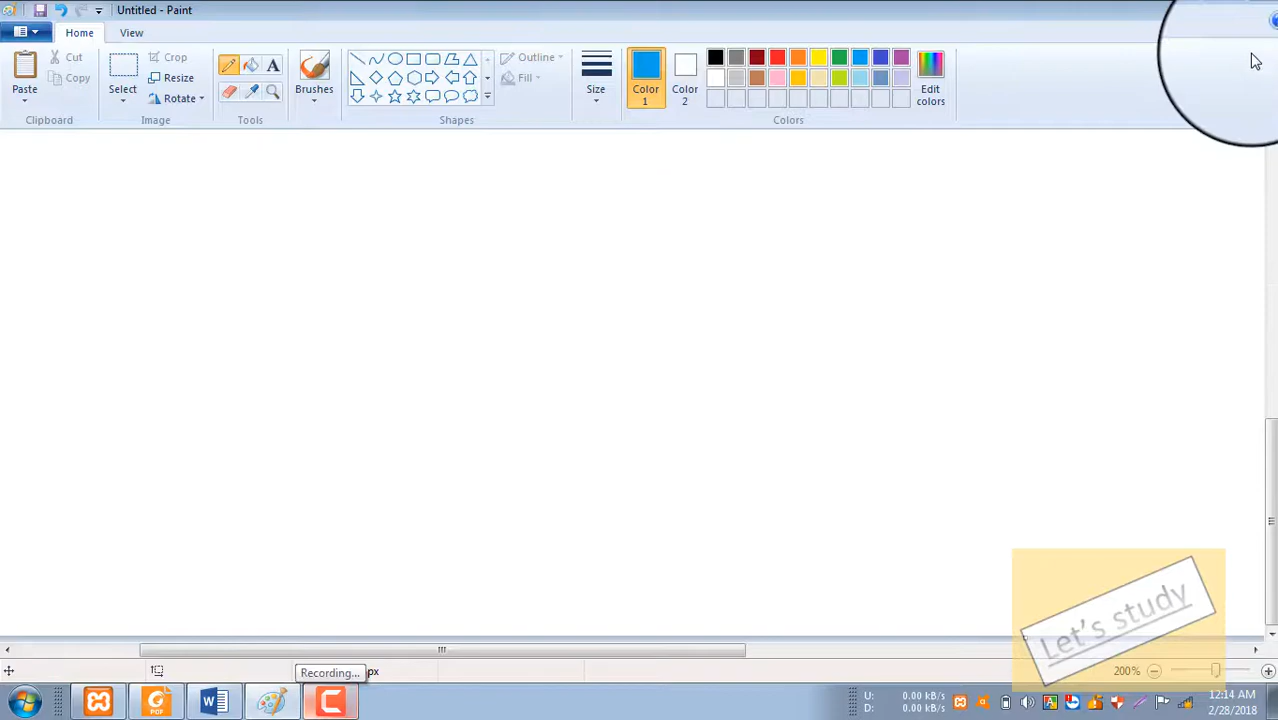 Untitled - Paint
Home
View
Paste
Cut
Copy
Clipboard
Select
Crop
Resize
Rotate
Image
Tools
Brushes
Outline
Fill
Shapes
Size
Color
1
Color
2
Edit
colors
Colors
Let's study
Recording...
px
200%
PDF
U:
0.00 kB/s
D:
0.00 kB/s
12:14 AM
2/28/2018